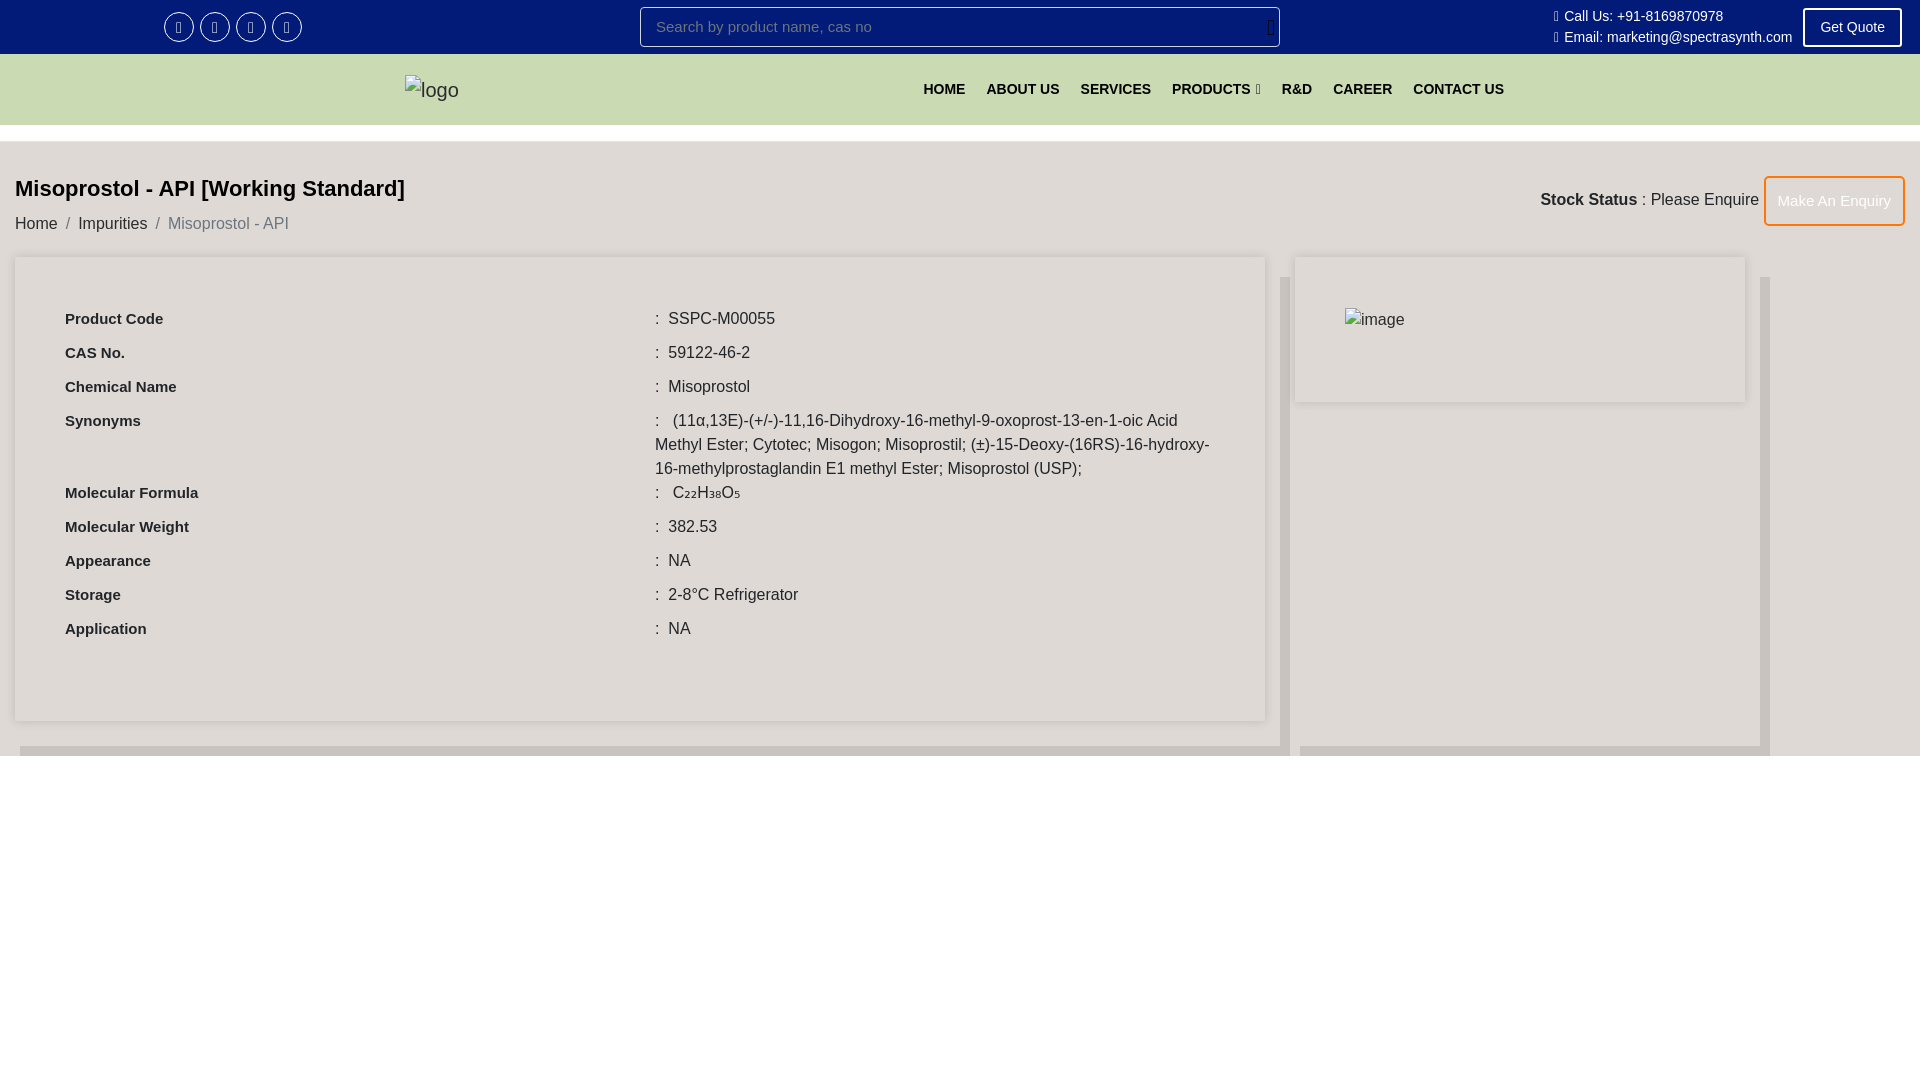 Search by product name, cas no
Call Us: +91-8169870978
Email: marketing@spectrasynth.com
Get Quote
logo
HOME ABOUT US SERVICES PRODUCTS R&D CAREER CONTACT US
Misoprostol - API [Working Standard]
Home / Impurities / Misoprostol - API
Stock Status : Please Enquire
Make An Enquiry
Product Code : SSPC-M00055
CAS No. : 59122-46-2
Chemical Name : Misoprostol
Synonyms : (11α,13E)-(+/-)-11,16-Dihydroxy-16-methyl-9-oxoprost-13-en-1-oic Acid
Methyl Ester; Cytotec; Misogon; Misoprostil; (±)-15-Deoxy-(16RS)-16-hydroxy-
16-methylprostaglandin E1 methyl Ester; Misoprostol (USP);
Molecular Formula : C₂₂H₃₈O₅
Molecular Weight : 382.53
Appearance : NA
Storage : 2-8°C Refrigerator
Application : NA
image